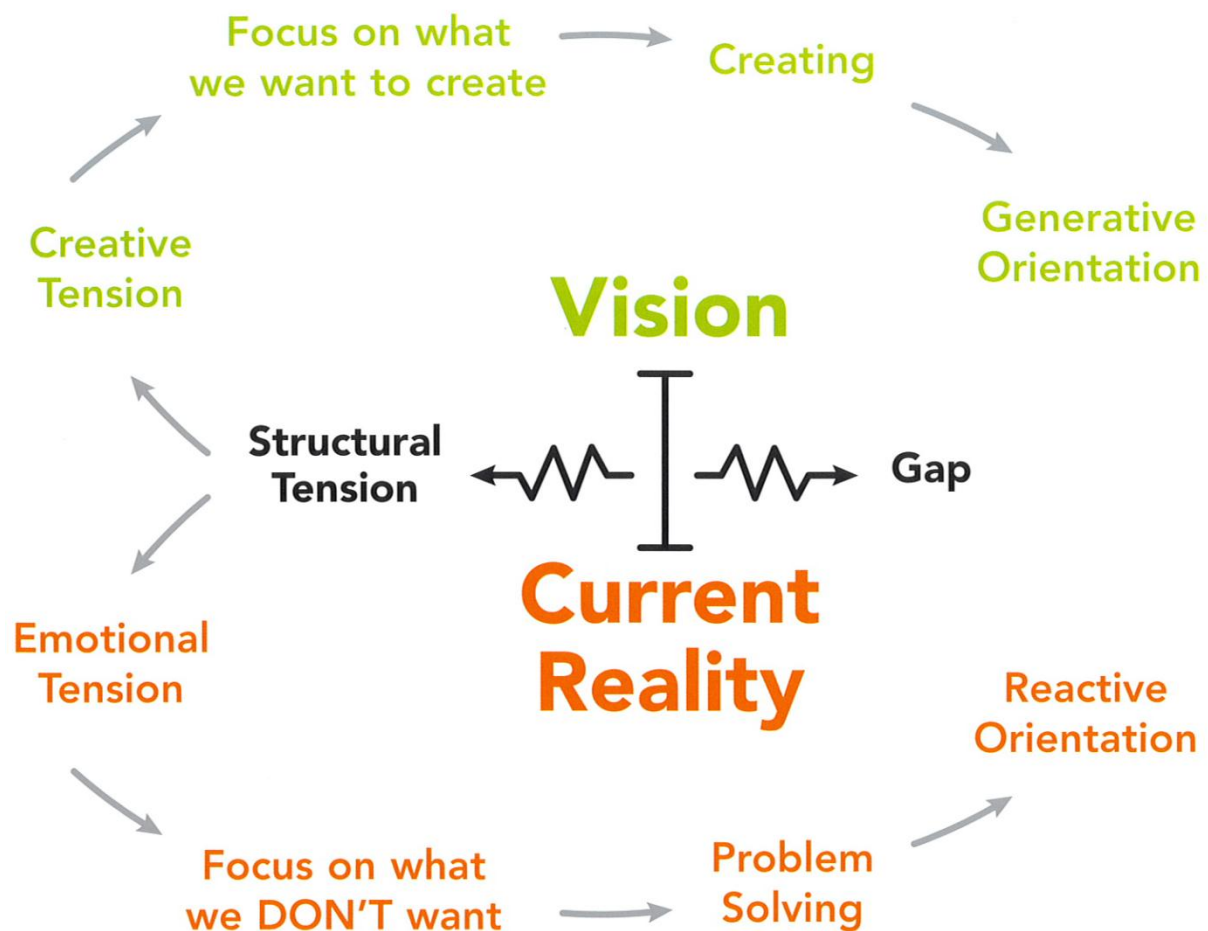 Focus on what
we want to create
Creating
Generative
Orientation
Creative
Tension
Vision
Structural
Tension
Gap
Current
Reality
Emotional
Tension
Reactive
Orientation
Focus on what
we DON'T want
Problem
Solving